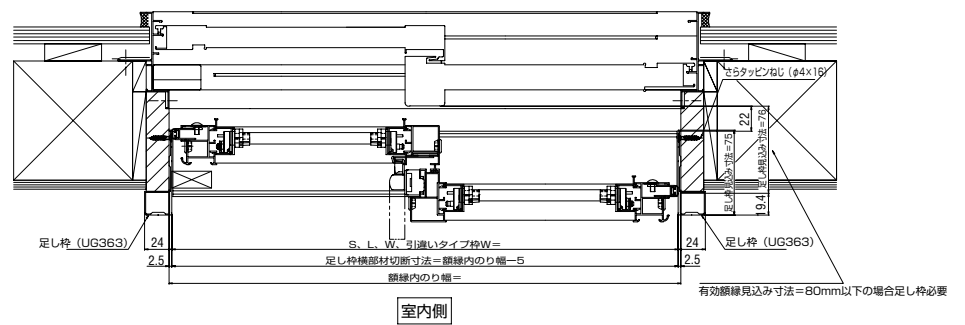 さらタッピンねじ（φ4×16）
22
足し枠見込み寸法=75
足し枠見込み寸法=76
19.4
足し枠（UG363）
24
S、L、W、引違いタイプ枠W=
24
足し枠（UG363）
2.5
足し枠横部材切断寸法=額縁内のり幅ー5
2.5
額縁内のり幅=
有効額縁見込み寸法=80mm以下の場合足し枠必要
室内側